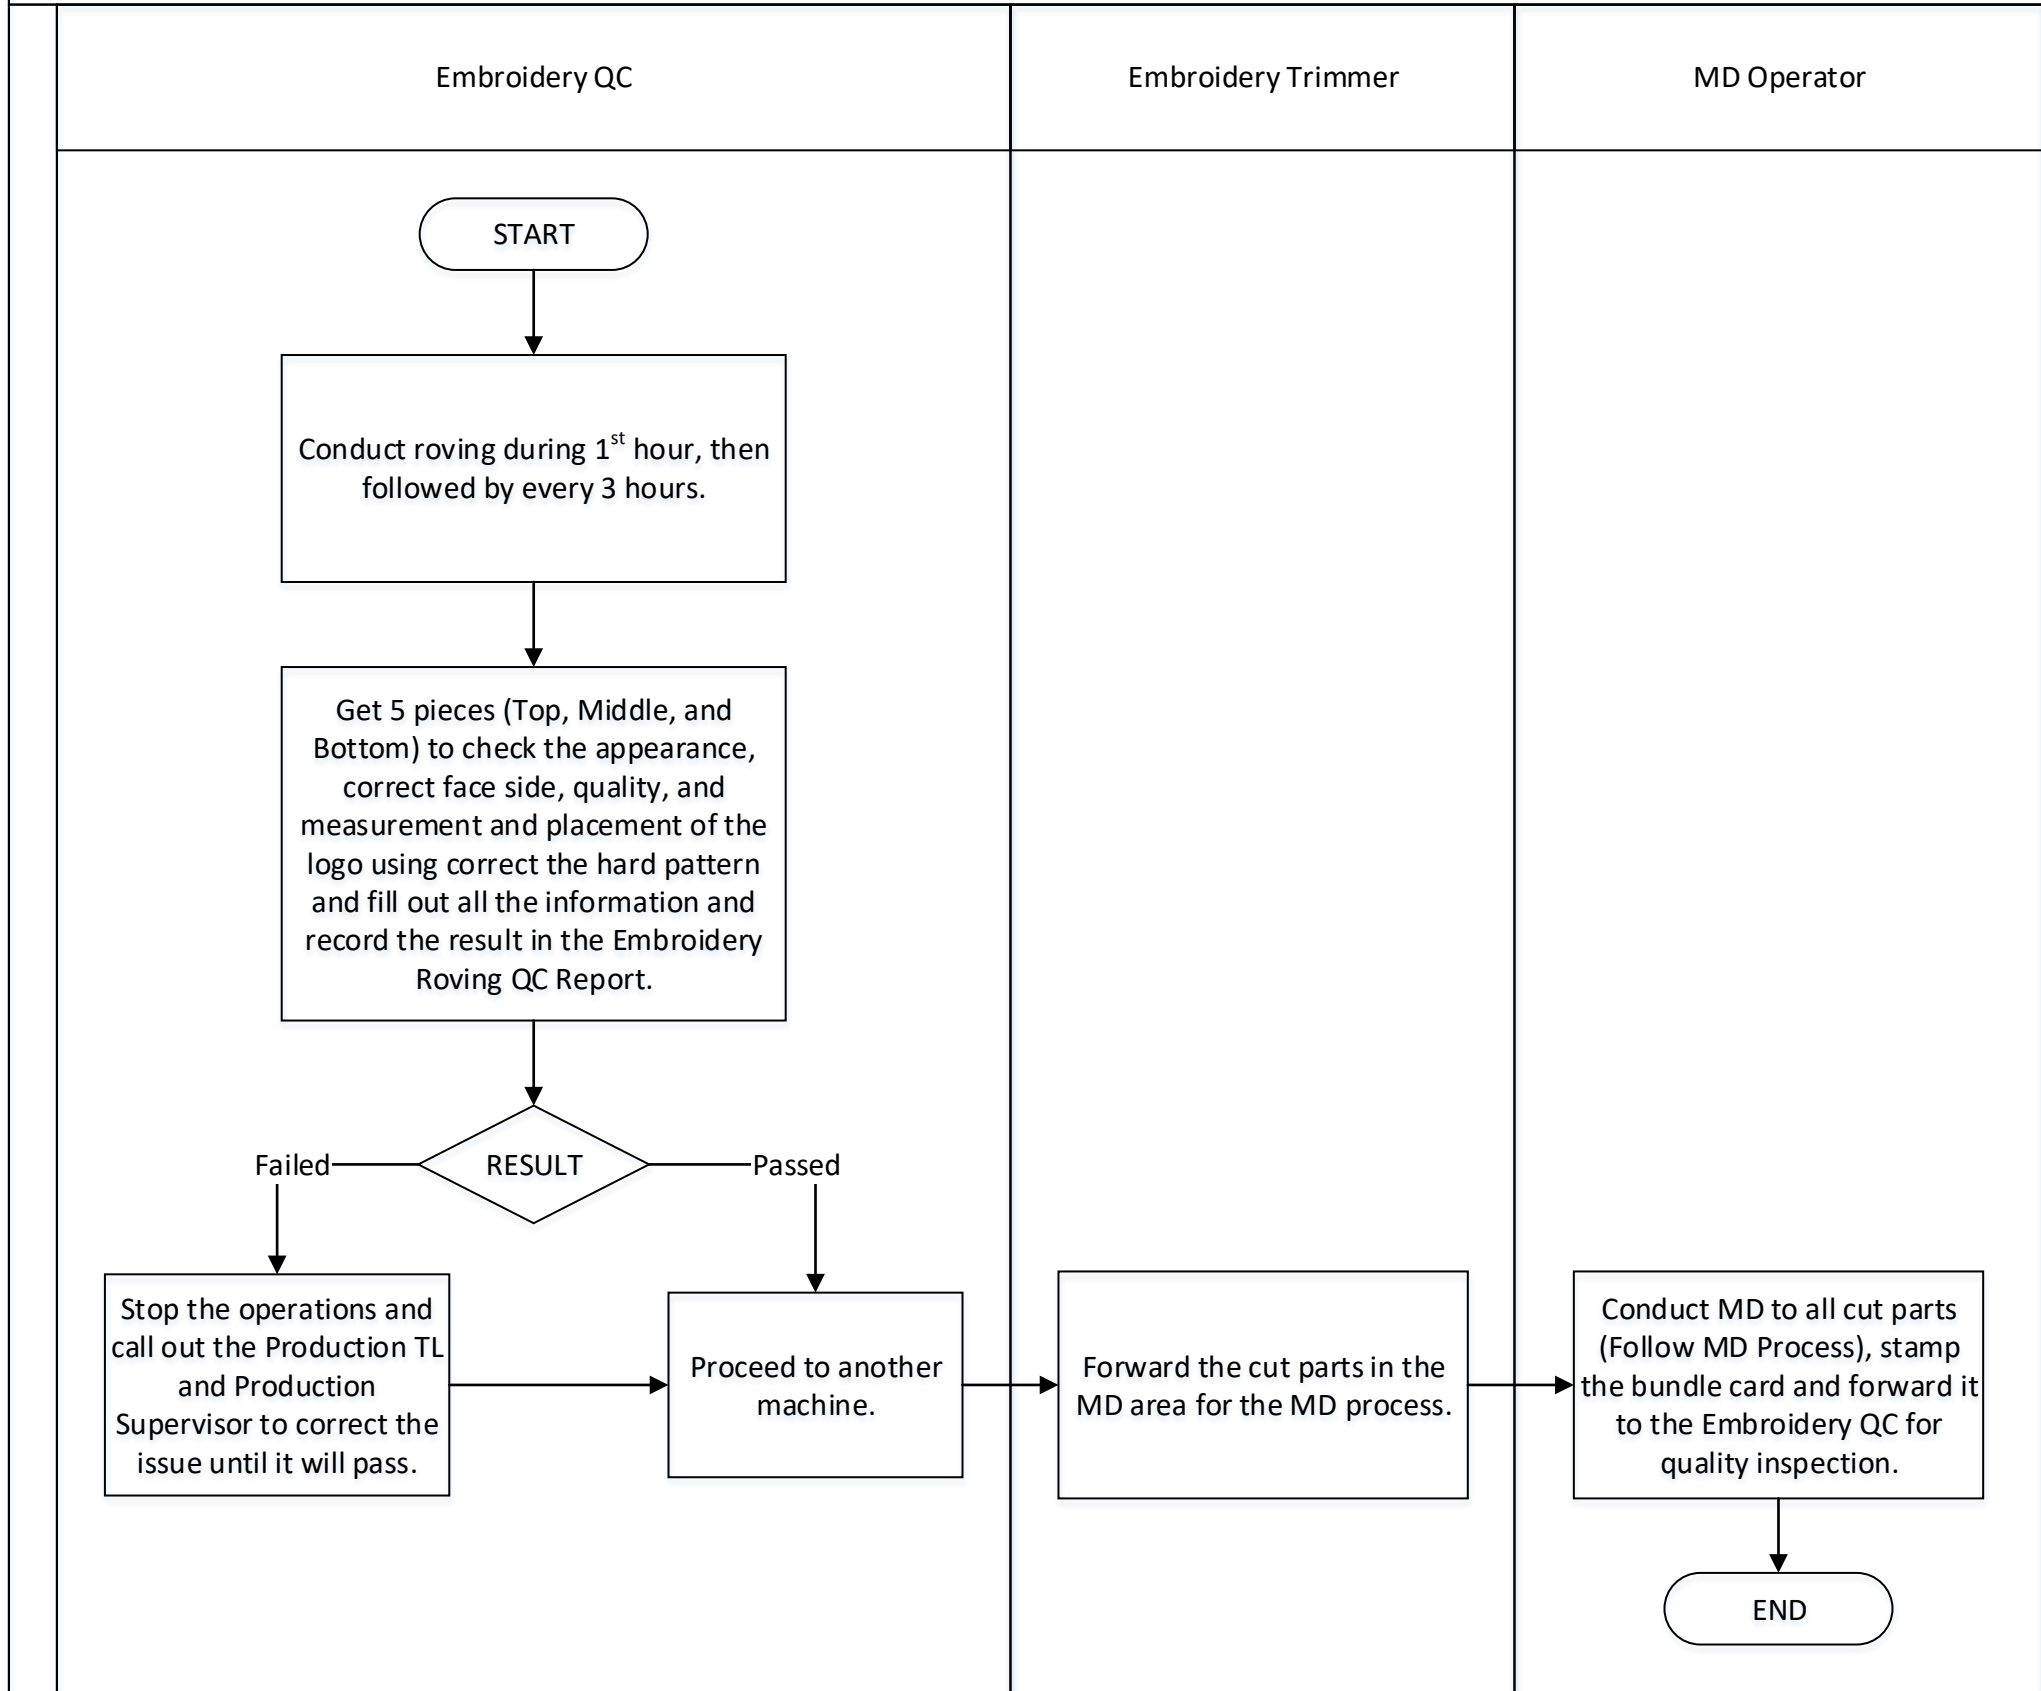 Embroidery QC
Embroidery Trimmer
MD Operator
START
Conduct roving during 1st hour, then
followed by every 3 hours.
Get 5 pieces (Top, Middle, and
Bottom) to check the appearance,
correct face side, quality, and
measurement and placement of the
logo using correct the hard pattern
and fill out all the information and
record the result in the Embroidery
Roving QC Report.
Failed
RESULT
Passed
Stop the operations and
call out the Production TL
and Production
Supervisor to correct the
issue until it will pass.
Proceed to another
machine.
Forward the cut parts in the
MD area for the MD process.
Conduct MD to all cut parts
(Follow MD Process), stamp
the bundle card and forward it
to the Embroidery QC for
quality inspection.
END